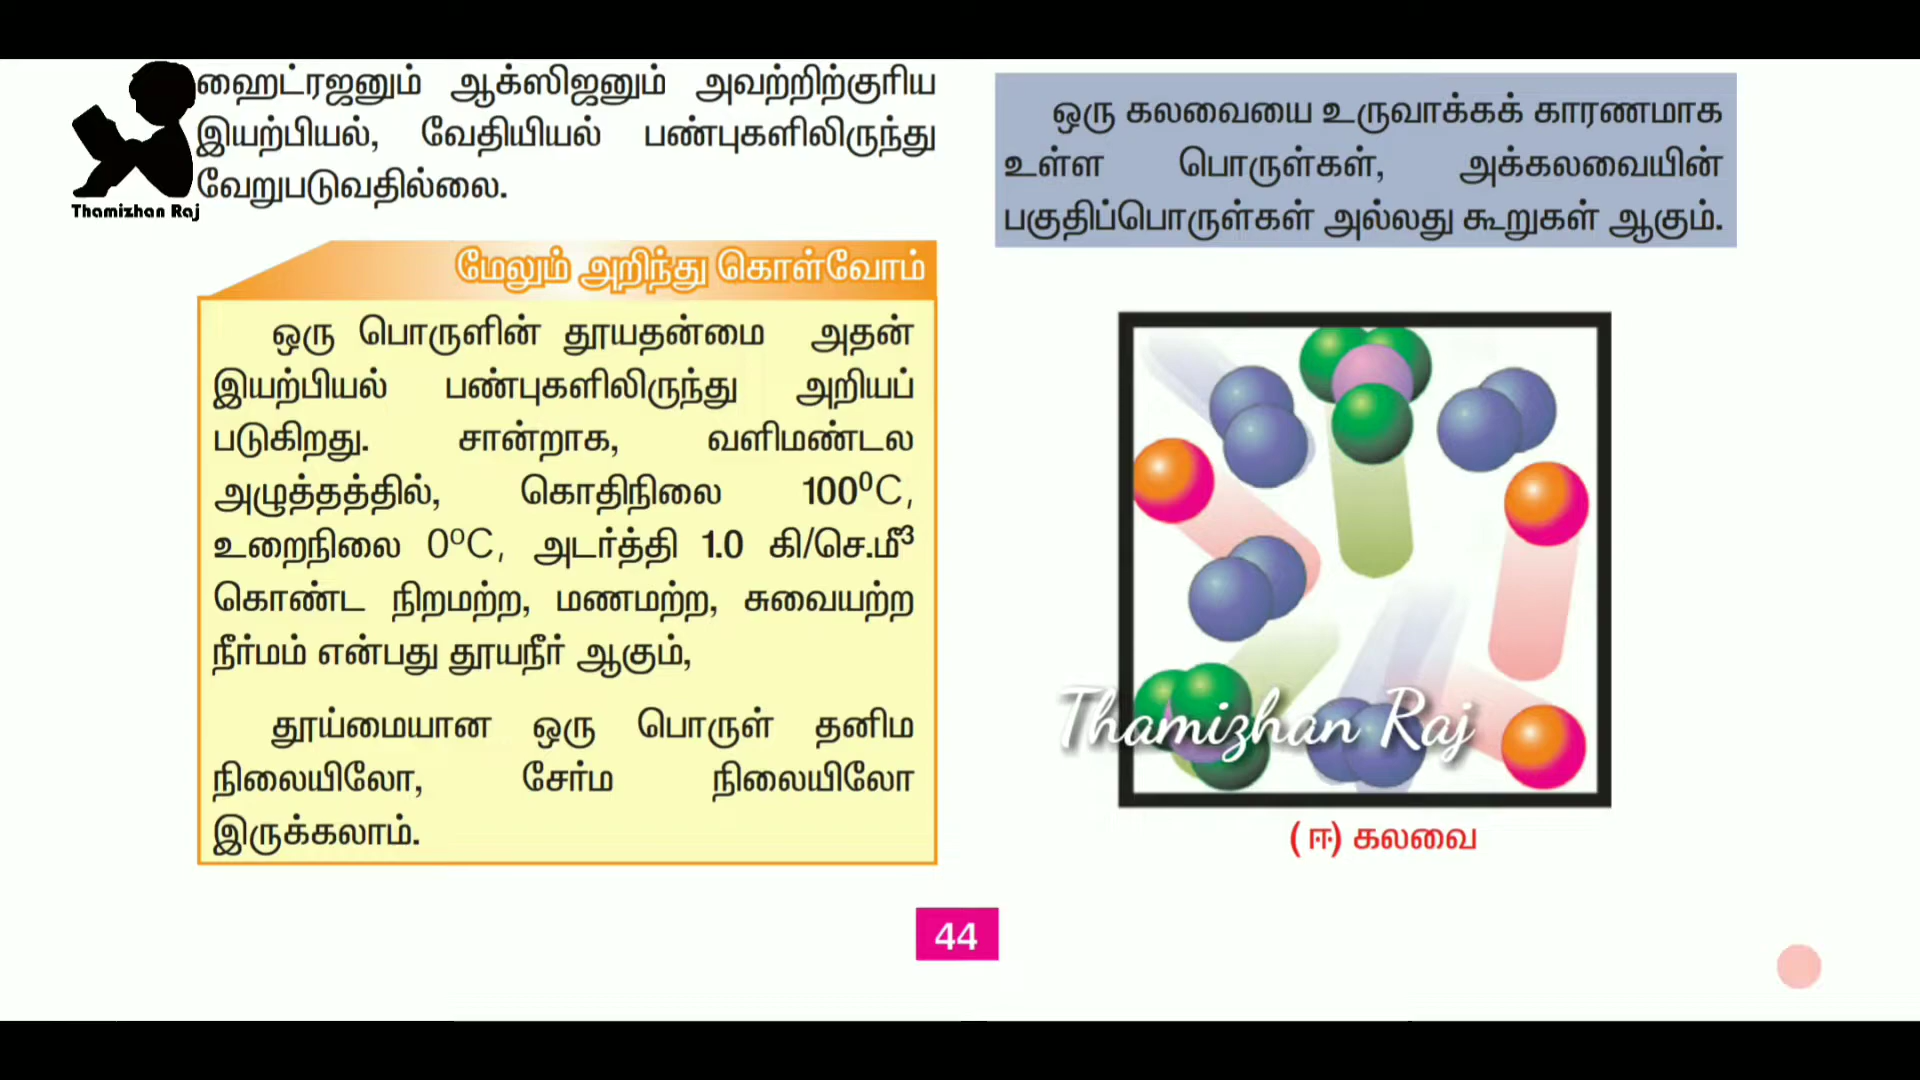 ஹைட்ரஜனும் ஆக்ஸிஜனும் அவற்றிற்குரிய
இயற்பியல், வேதியியல் பண்புகளிலிருந்து
வேறுபடுவதில்லை.
Thamizhan Raj
மேலும் அறிந்து கொள்வோம்
ஒரு பொருளின் தூயதன்மை அதன்
இயற்பியல் பண்புகளிலிருந்து அறியப்
படுகிறது. சான்றாக, வளிமண்டல
அழுத்தத்தில், கொதிநிலை 100⁰C,
உறைநிலை 0⁰C, அடர்த்தி 1.0 கி/செ.மீ³
கொண்ட நிறமற்ற, மணமற்ற, சுவையற்ற
நீர்மம் என்பது தூயநீர் ஆகும்,
தூய்மையான ஒரு பொருள் தனிம
நிலையிலோ, சேர்ம நிலையிலோ
இருக்கலாம்.
ஒரு கலவையை உருவாக்கக் காரணமாக
உள்ள பொருள்கள், அக்கலவையின்
பகுதிப்பொருள்கள் அல்லது கூறுகள் ஆகும்.
Thamizhan Raj
(ஈ) கலவை
44